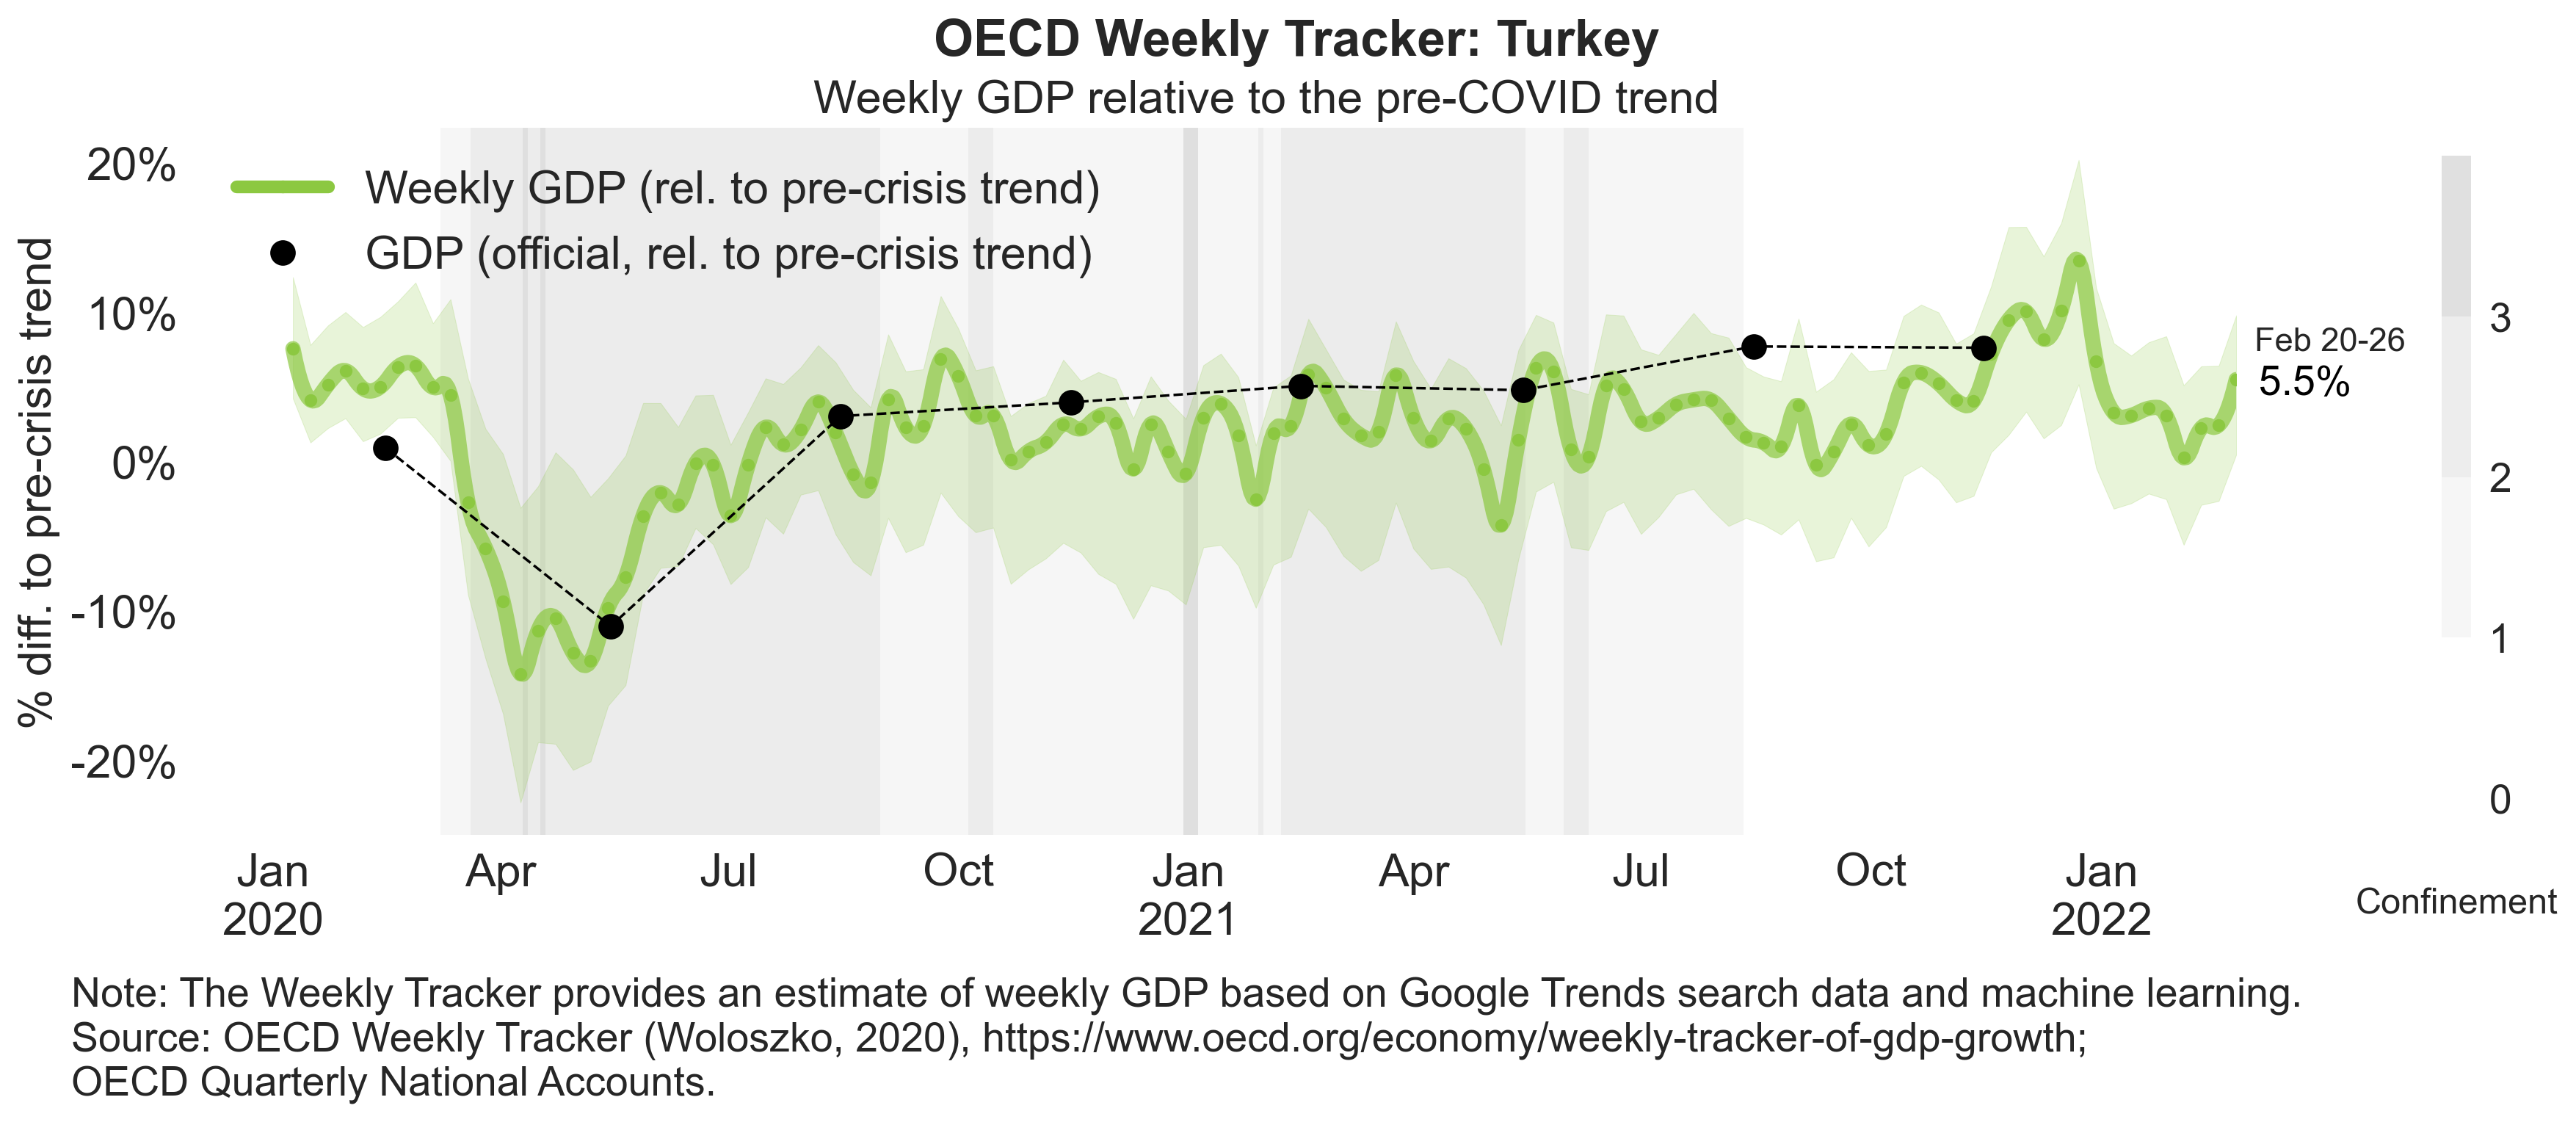 OECD Weekly Tracker: Turkey
Weekly GDP relative to the pre-COVID trend
% diff. to pre-crisis trend
20%
10%
0%
-10%
-20%
Weekly GDP (rel. to pre-crisis trend)
GDP (official, rel. to pre-crisis trend)
Feb 20-26
5.5%
3
2
1
0
Confinement
Jan Apr Jul Oct Jan Apr Jul Oct Jan
2020 2021 2022
Note: The Weekly Tracker provides an estimate of weekly GDP based on Google Trends search data and machine learning.
Source: OECD Weekly Tracker (Woloszko, 2020), https://www.oecd.org/economy/weekly-tracker-of-gdp-growth;
OECD Quarterly National Accounts.